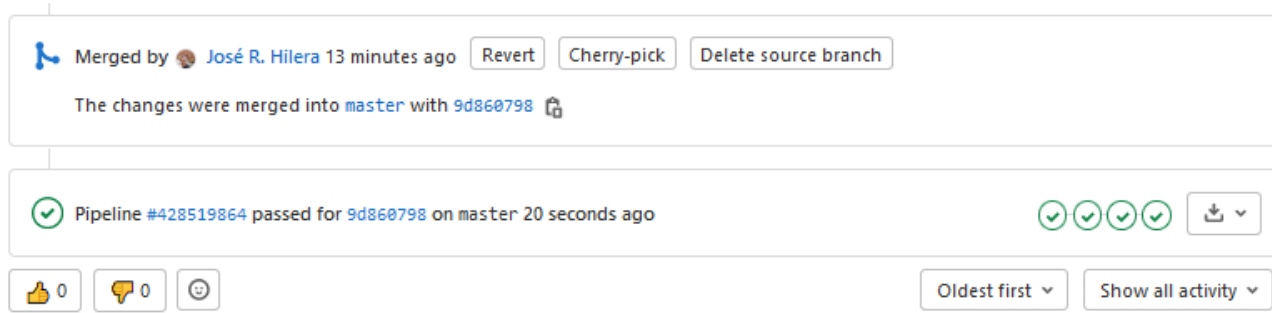 Merged by José R. Hilera 13 minutes ago Revert Cherry-pick Delete source branch
The changes were merged into master with 9d860798
Pipeline #428519864 passed for 9d860798 on master 20 seconds ago
0 0 Oldest first Show all activity